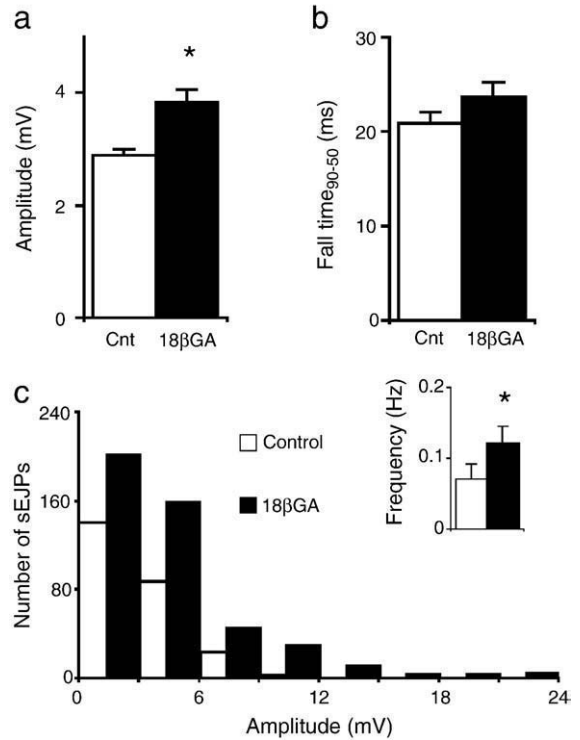 a
Amplitude (mV)
4
2
0
*
Cnt
18βGA
b
Fall time90-50 (ms)
30
20
10
0
Cnt
18βGA
c
Number of sEJPs
240
160
80
0
0
6
12
18
24
Amplitude (mV)
Control
18βGA
Frequency (Hz)
0.2
0.1
0
*